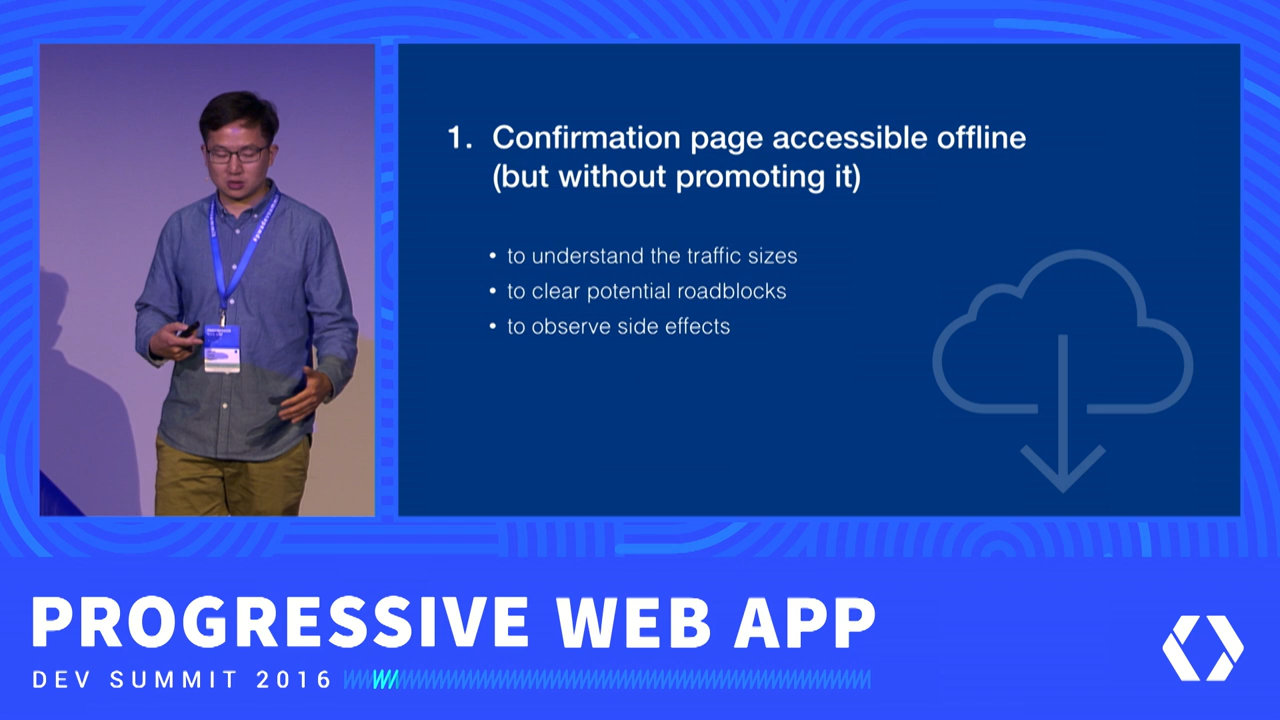 1. Confirmation page accessible offline
(but without promoting it)
• to understand the traffic sizes
• to clear potential roadblocks
• to observe side effects
PROGRESSIVE WEB APP
DEV SUMMIT 2016